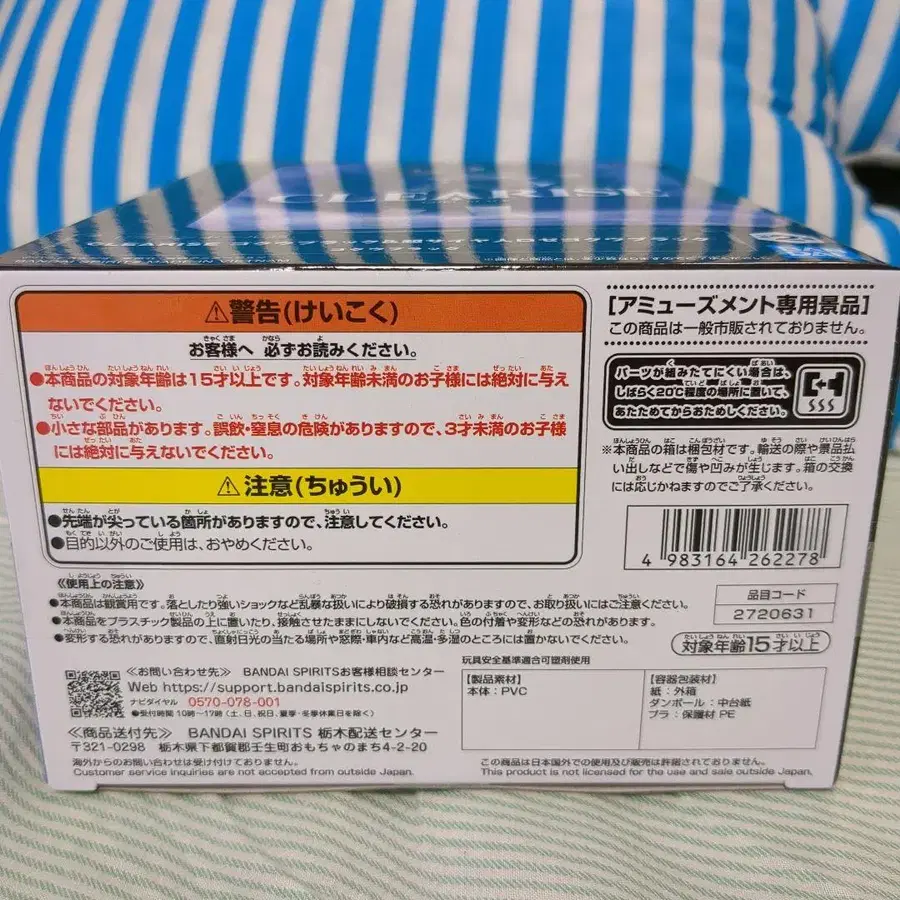 CLEARISE
⚠警告(けいこく)
お客様へ 必ずお読みください。
●本商品の対象年齢は15才以上です。対象年齢未満のお子様には絶対に与え
ないでください。
●小さな部品があります。誤飲・窒息の危険がありますので、3才未満のお子様
には絶対に与えないでください。
⚠注意(ちゅうい)
●先端が尖っている箇所がありますので、注意してください。
●目的以外のご使用は、おやめください。
《使用上の注意》
●本商品は観賞用です。落としたり強いショックなど乱暴な扱いにより破損する恐れがありますので、お取り扱いにはご注意ください。
●本商品をプラスチック製品の上に置いたり、接触させたままにしないでください。色の付着や変形などの恐れがあります。
●変形する恐れがありますので、直射日光の当たる場所や窓際・車内など高温・多湿のところには置かないでください。
≪お問い合わせ先≫ BANDAI SPIRITSお客様相談センター
Web https://support.bandaispirits.co.jp
ナビダイヤル 0570-078-001
●受付時間 10時〜17時(土、日、祝日、夏季・冬季休業日を除く)
≪商品送付先≫ BANDAI SPIRITS 栃木配送センター
〒321-0298 栃木県下都賀郡壬生町おもちゃのまち4-2-20
海外からのお問い合わせは受け付けておりません。
Customer service inquiries are not accepted from outside Japan.
[アミューズメント専用景品]
この商品は一般市販されておりません。
パーツが組みたてにくい場合は、
しばらく20℃程度の場所に置いて、
あたためてからおためしください。
※本商品の箱は梱包材です。輸送の際や景品払
い出しなどで傷や凹みが生じます。箱の交換
には応じかねますのでご了承ください。
4 983164 262278
品目コード
2720631
対象年齢15才以上
玩具安全基準適合可塑剤使用
【製品素材】
本体：PVC
【容器包装材】
紙：外箱
ダンボール：中台紙
プラ：保護材 PE
この商品は日本国外での使用及び販売は許諾されておりません。
This product is not licensed for the use and sale outside Japan.